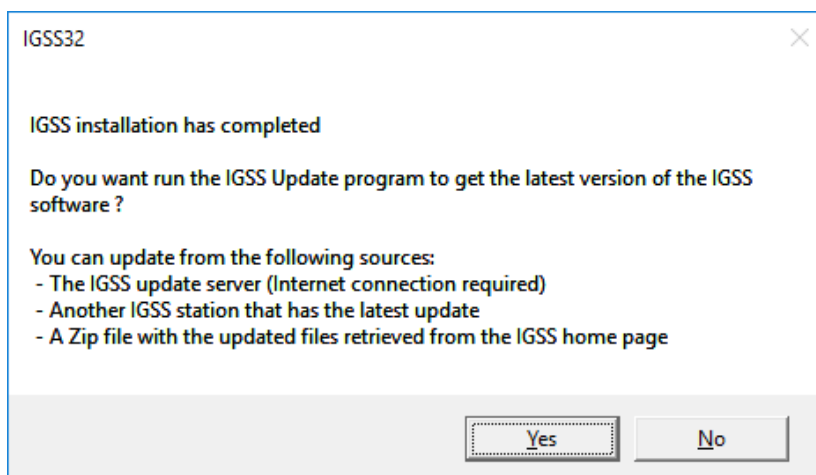 IGSS32
IGSS installation has completed
Do you want run the IGSS Update program to get the latest version of the IGSS
software ?
You can update from the following sources:
- The IGSS update server (Internet connection required)
- Another IGSS station that has the latest update
- A Zip file with the updated files retrieved from the IGSS home page
Yes No